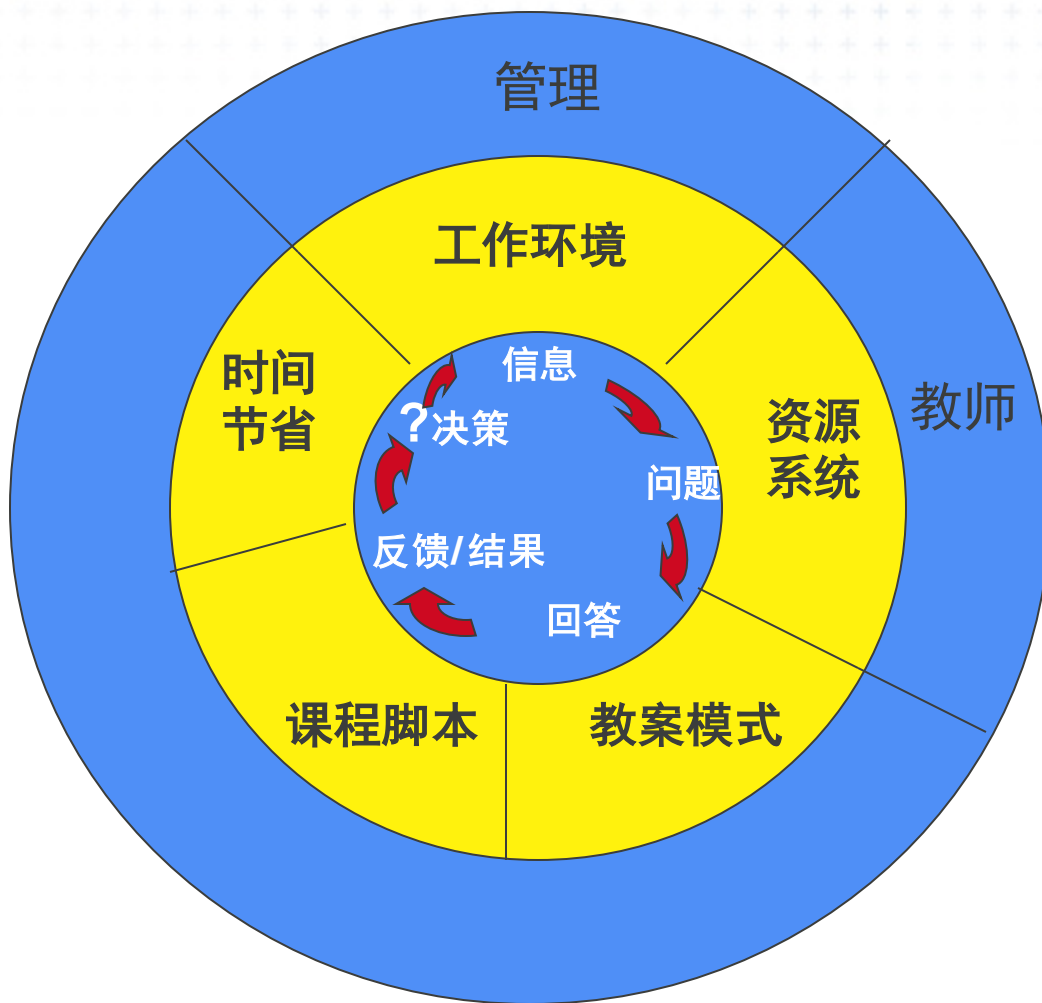 管理
工作环境
信息
时间
节省
?决策
教师
资源
系统
问题
反馈/结果
回答
课程脚本
教案模式